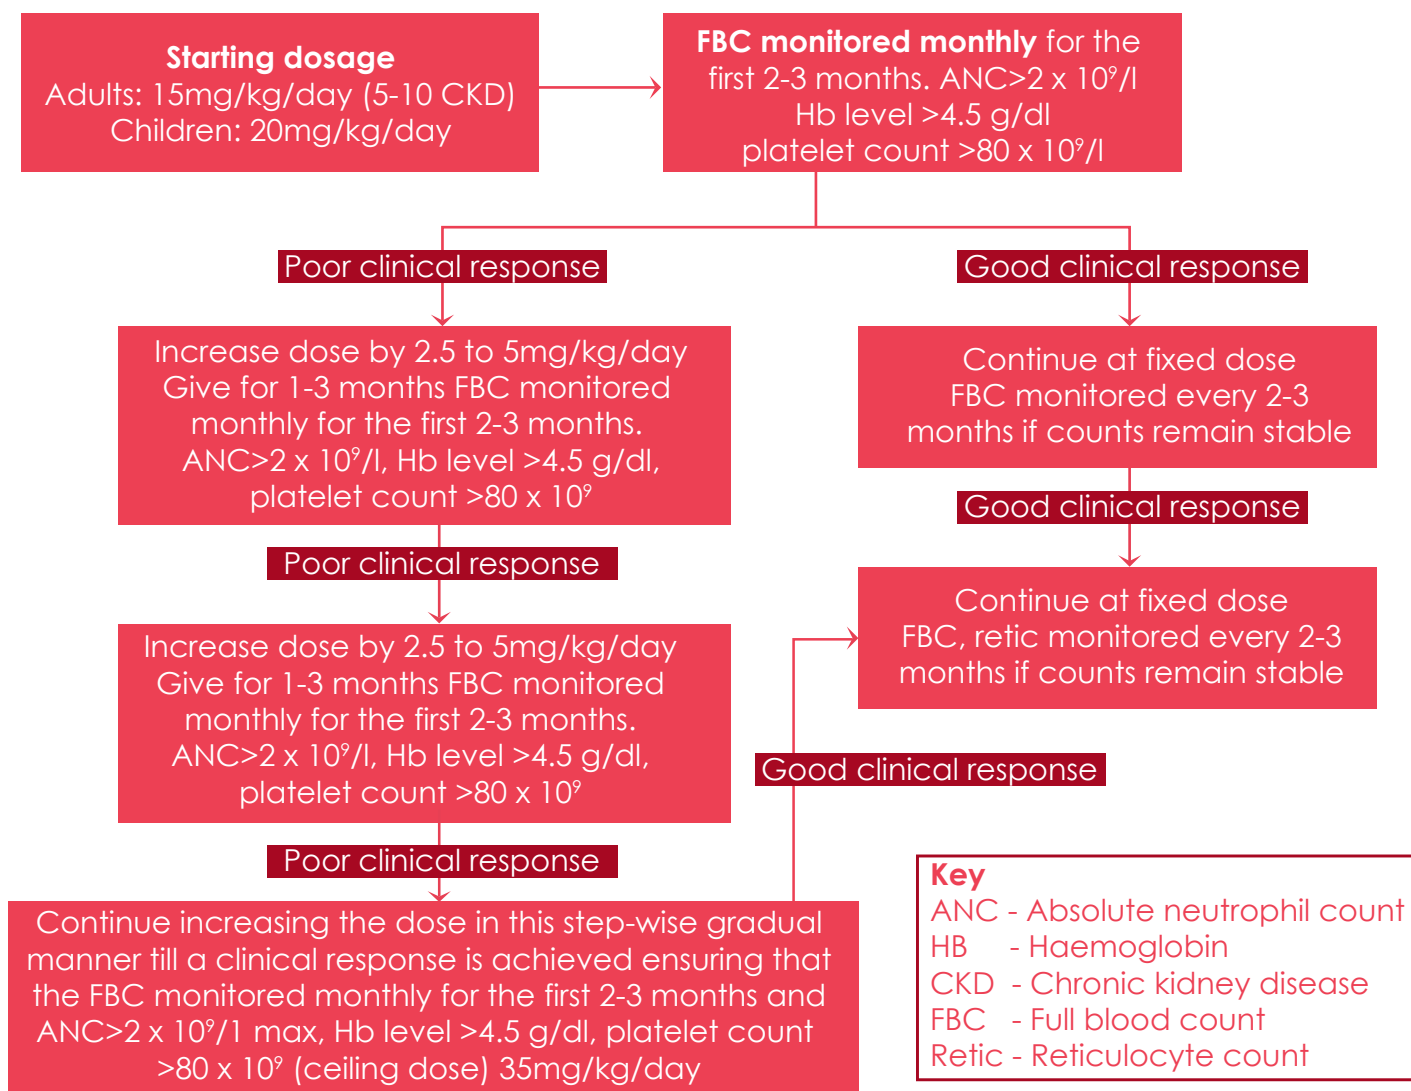 Starting dosage
Adults: 15mg/kg/day (5-10 CKD)
Children: 20mg/kg/day
FBC monitored monthly for the
first 2-3 months. ANC>2 x 10⁹/l
Hb level >4.5 g/dl
platelet count >80 x 10⁹/l
Poor clinical response
Good clinical response
Increase dose by 2.5 to 5mg/kg/day
Give for 1-3 months FBC monitored
monthly for the first 2-3 months.
ANC>2 x 10⁹/l, Hb level >4.5 g/dl,
platelet count >80 x 10⁹
Continue at fixed dose
FBC monitored every 2-3
months if counts remain stable
Good clinical response
Poor clinical response
Continue at fixed dose
FBC, retic monitored every 2-3
months if counts remain stable
Increase dose by 2.5 to 5mg/kg/day
Give for 1-3 months FBC monitored
monthly for the first 2-3 months.
ANC>2 x 10⁹/l, Hb level >4.5 g/dl,
platelet count >80 x 10⁹
Good clinical response
Poor clinical response
Continue increasing the dose in this step-wise gradual
manner till a clinical response is achieved ensuring that
the FBC monitored monthly for the first 2-3 months and
ANC>2 x 10⁹/1 max, Hb level >4.5 g/dl, platelet count
>80 x 10⁹ (ceiling dose) 35mg/kg/day
Key
ANC - Absolute neutrophil count
HB - Haemoglobin
CKD - Chronic kidney disease
FBC - Full blood count
Retic - Reticulocyte count